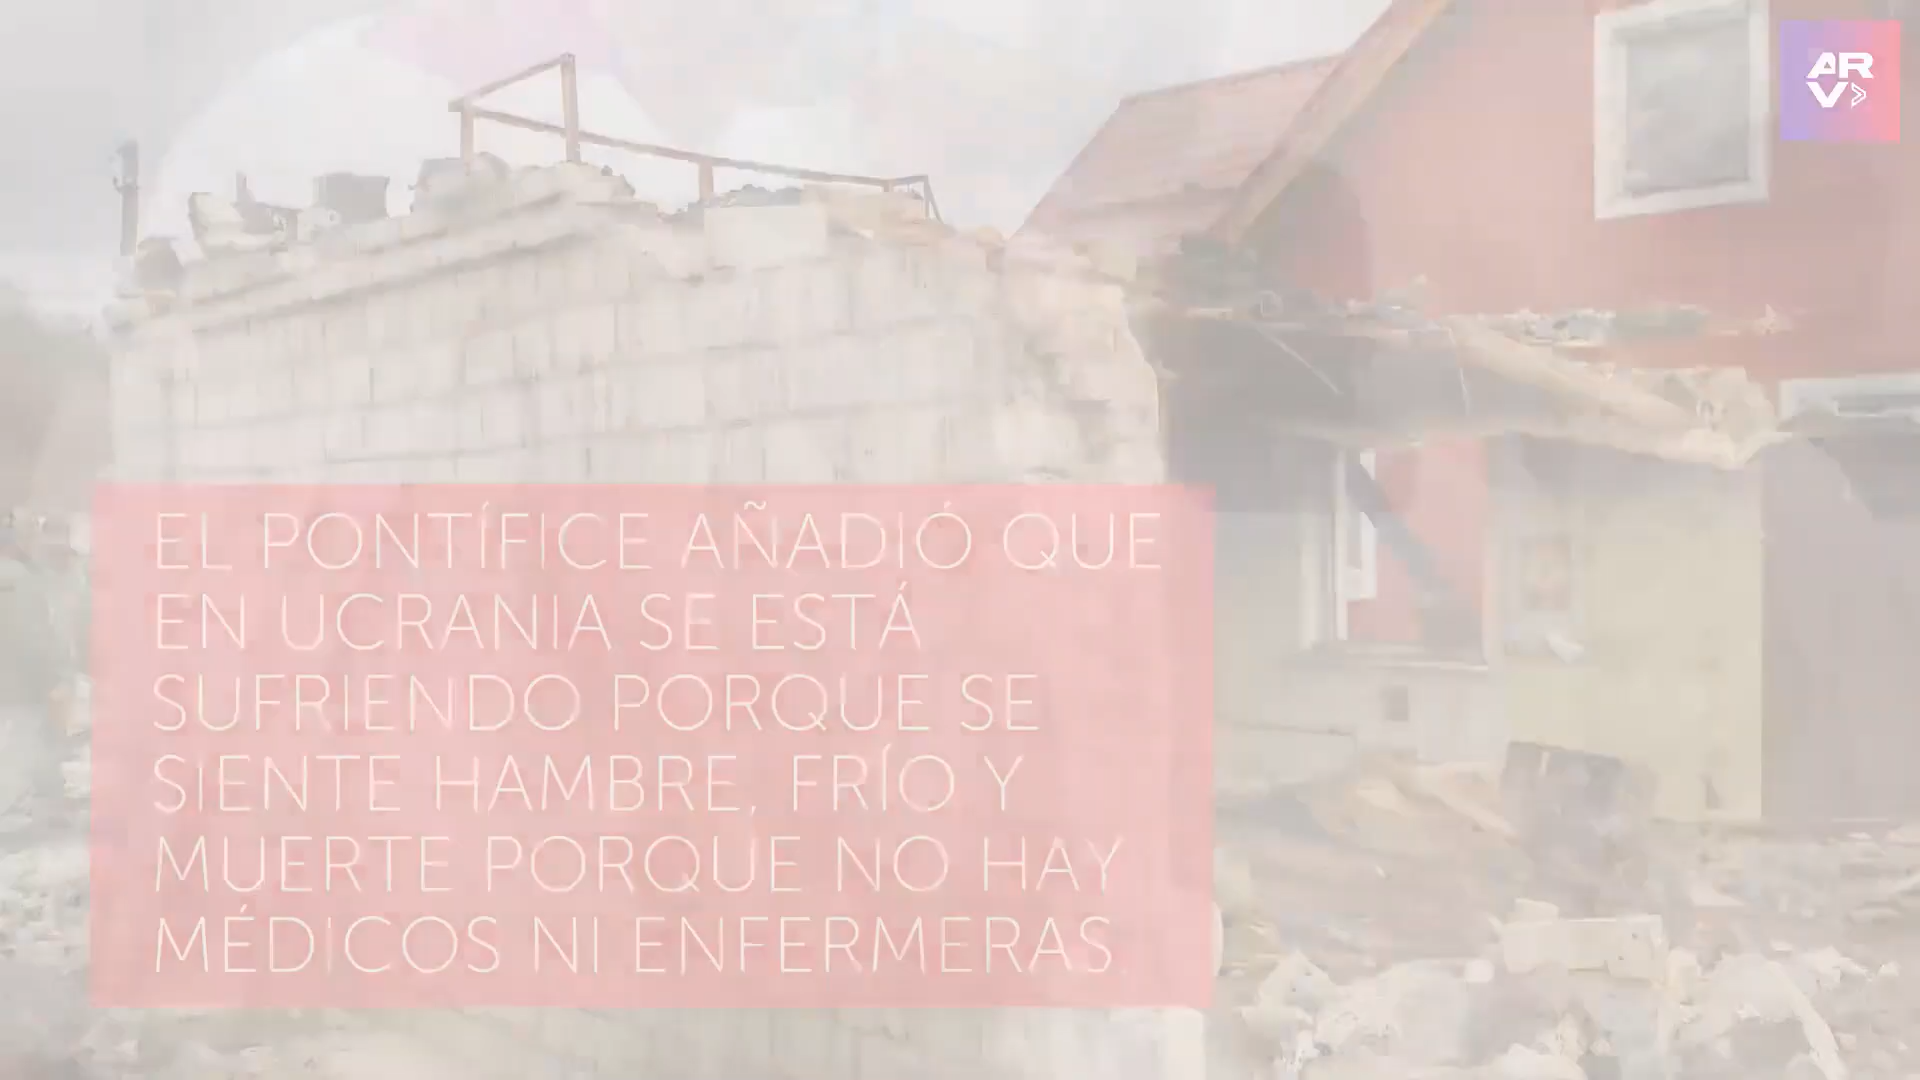 ARV
EL PONTÍFICE AÑADIÓ QUE
EN UCRANIA SE ESTÁ
SUFRIENDO PORQUE SE
SIENTE HAMBRE, FRÍO Y
MUERTE PORQUE NO HAY
MÉDICOS NI ENFERMERAS.